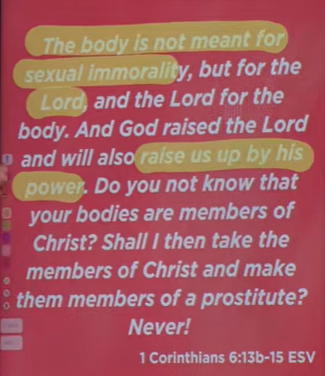 The body is not meant for
sexual immorality, but for the
Lord, and the Lord for the
body. And God raised the Lord
and will also raise us up by his
power. Do you not know that
your bodies are members of
Christ? Shall I then take the
members of Christ and make
them members of a prostitute?
Never!
1 Corinthians 6:13b-15 ESV